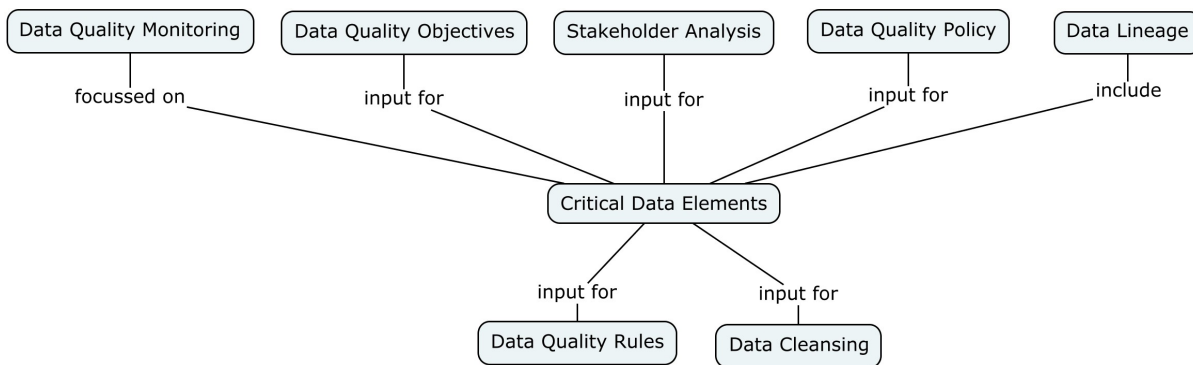 Data Quality Monitoring
Data Quality Objectives
Stakeholder Analysis
Data Quality Policy
Data Lineage
focussed on
input for
input for
input for
include
Critical Data Elements
input for
input for
Data Quality Rules
Data Cleansing